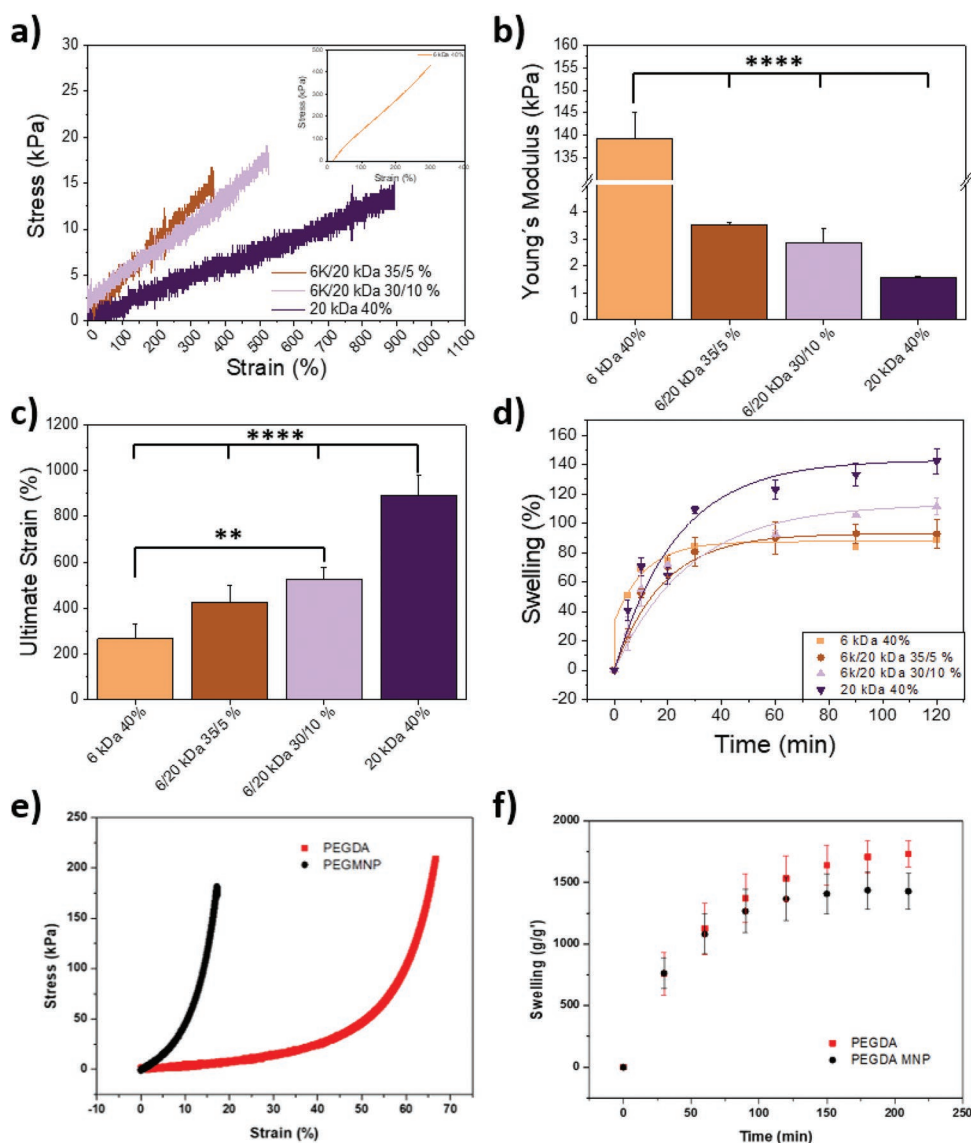 a)
30
25
20
15
10
5
0
Stress (kPa)
0 100 200 300 400 500 600 700 800 900 1000 1100
Strain (%)
6K/20 kDa 35/5 %
6K/20 kDa 30/10 %
20 kDa 40%
500
400
300
200
100
0
Stress (kPa)
0 100 200 300 400 500
Strain (%)
6 kDa 40%
b)
160
155
150
145
140
135
4
3
2
1
0
Young´s Modulus (kPa)
****
6 kDa 40%
6/20 kDa 35/5%
6/20 kDa 30/10%
20 kDa 40%
c)
1200
1000
800
600
400
200
0
Ultimate Strain (%)
****
**
6 kDa 40%
6/20 kDa 35/5%
6/20 kDa 30/10%
20 kDa 40%
d)
160
140
120
100
80
60
40
20
0
-20
Swelling (%)
0 20 40 60 80 100 120
Time (min)
6 kDa 40%
6k/20 kDa 35/5 %
6k/20 kDa 30/10 %
20 kDa 40%
e)
250
200
150
100
50
0
Stress (kPa)
-10 0 10 20 30 40 50 60 70
Strain (%)
PEGDA
PEGMNP
f)
2000
1500
1000
500
0
Swelling (g/g')
0 50 100 150 200 250
Time (min)
PEGDA
PEGDA MNP